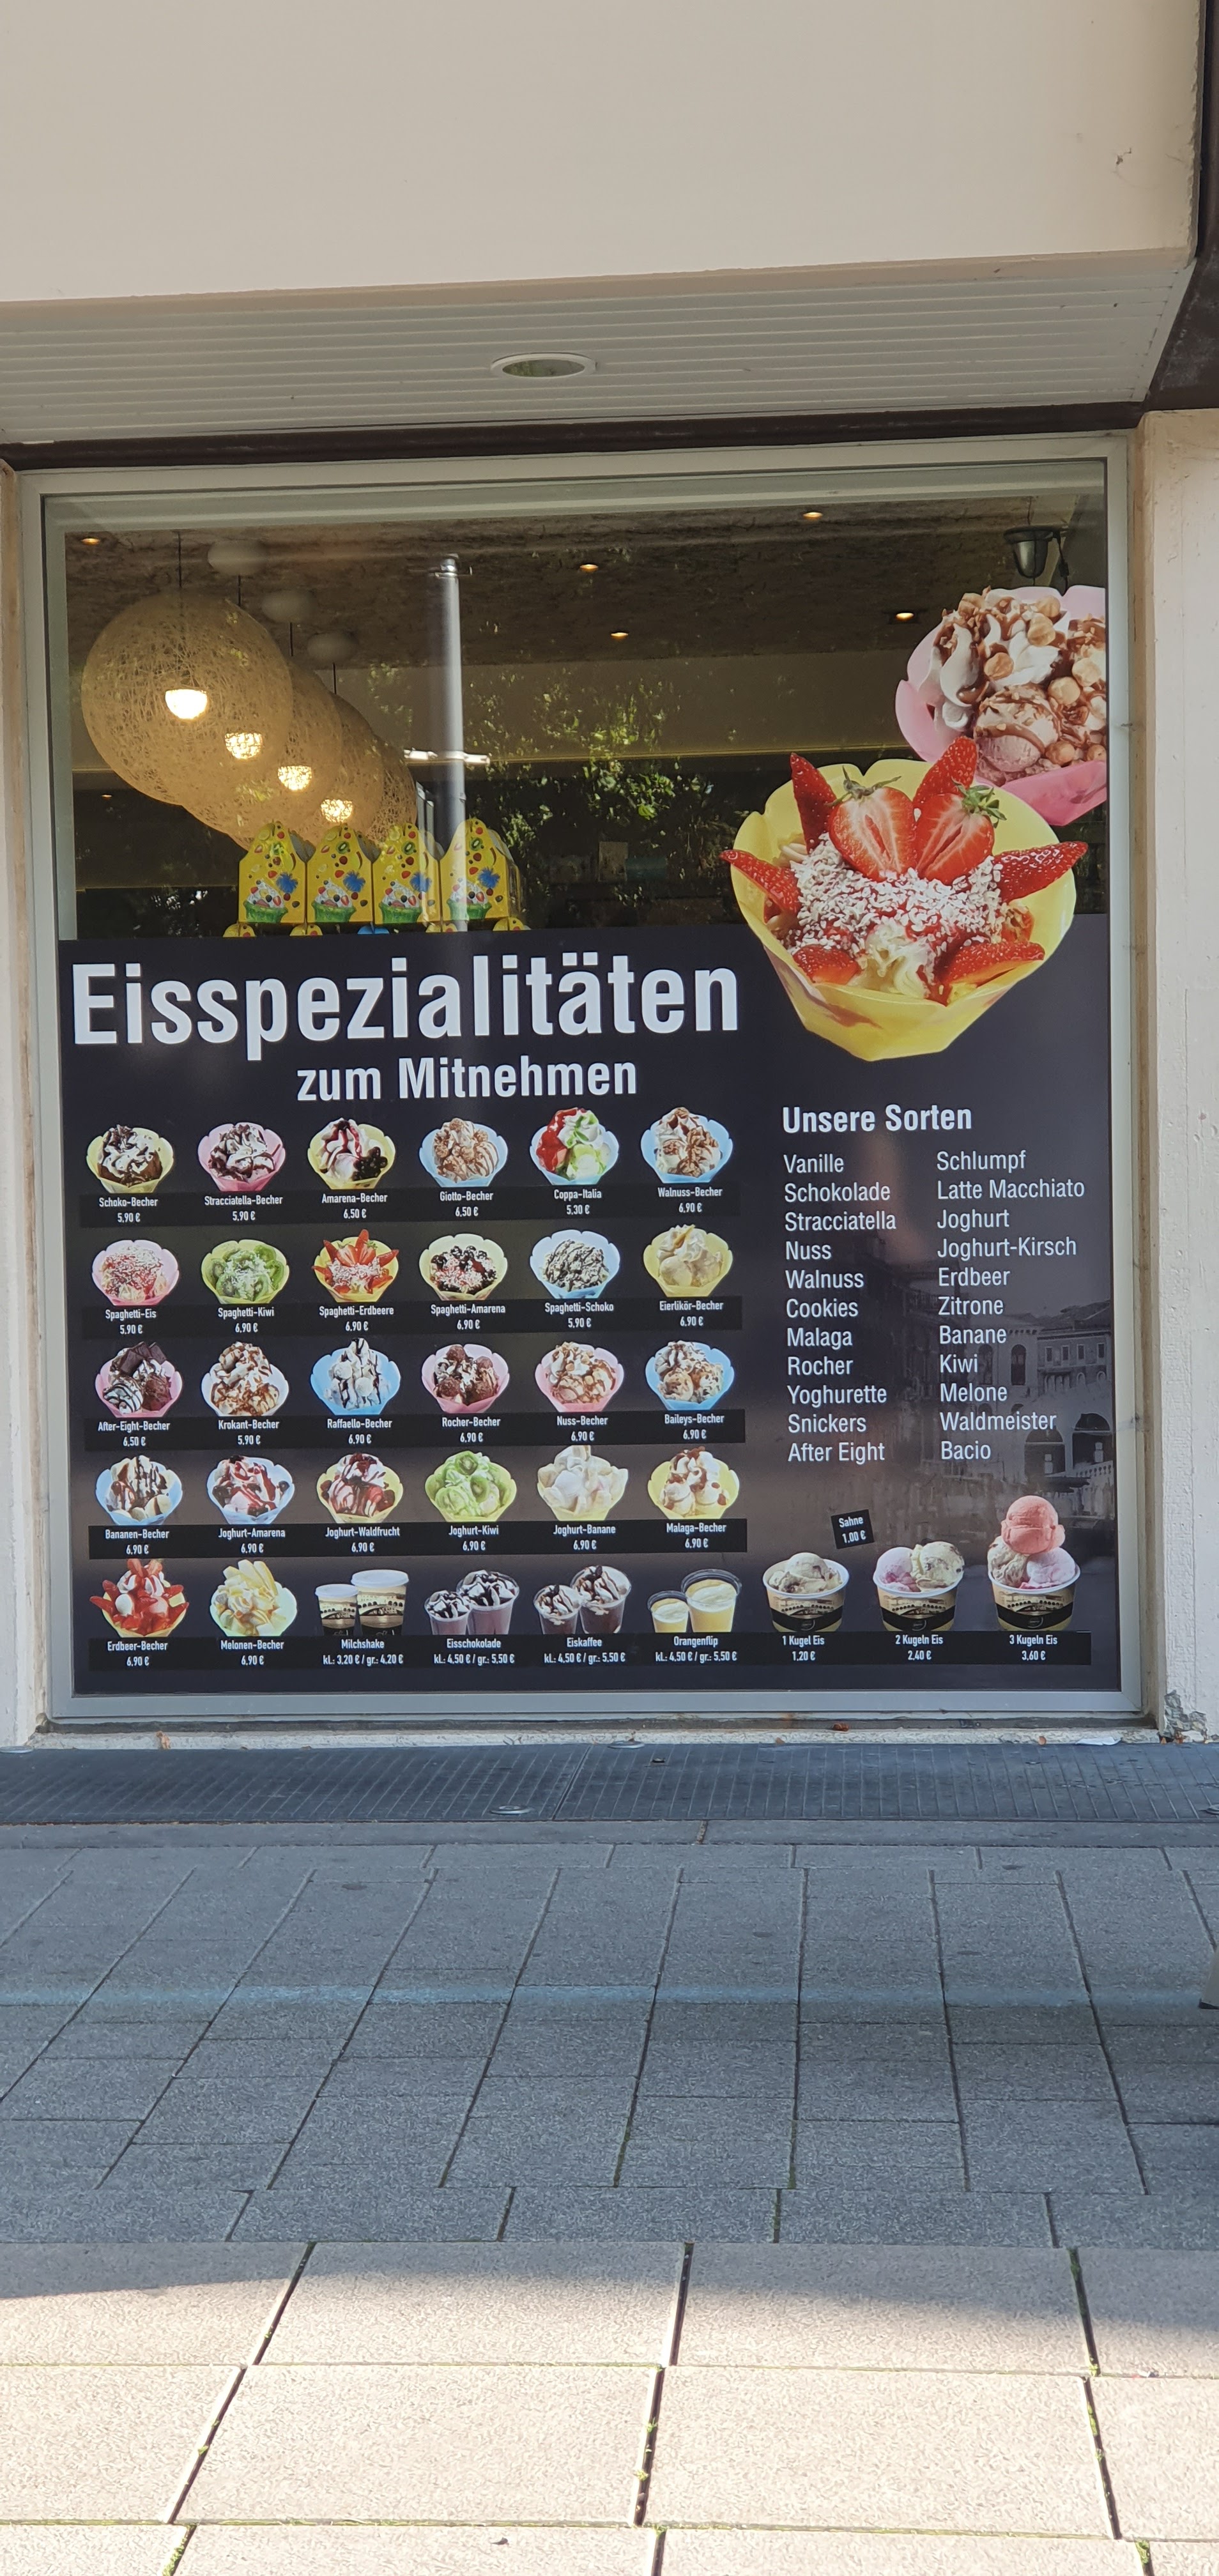 Eisspezialitäten
zum Mitnehmen
Schoko-Becher
5,90 €
Stracciatella-Becher
5,90 €
Amarena-Becher
6,50 €
Giotto-Becher
6,50 €
Coppa-Italia
5,30 €
Walnuss-Becher
6,90 €
Spaghetti-Eis
5,90 €
Spaghetti-Kiwi
6,90 €
Spaghetti-Erdbeere
6,90 €
Spaghetti-Amarena
6,90 €
Spaghetti-Schoko
5,90 €
Eierlikör-Becher
6,90 €
After-Eight-Becher
6,50 €
Krokant-Becher
5,90 €
Raffaello-Becher
6,90 €
Rocher-Becher
6,90 €
Nuss-Becher
6,90 €
Baileys-Becher
6,90 €
Bananen-Becher
6,90 €
Joghurt-Amarena
6,90 €
Joghurt-Waldfrucht
6,90 €
Joghurt-Kiwi
6,90 €
Joghurt-Banane
6,90 €
Malaga-Becher
6,90 €
Erdbeer-Becher
6,90 €
Melonen-Becher
6,90 €
Milchshake
kl.: 3,20 € / gr.: 4,20 €
Eisschokolade
kl.: 4,50 € / gr.: 5,50 €
Eiskaffee
kl.: 4,50 € / gr.: 5,50 €
Orangenflip
kl.: 4,50 € / gr.: 5,50 €
Unsere Sorten
Vanille
Schokolade
Stracciatella
Nuss
Walnuss
Cookies
Malaga
Rocher
Yoghurette
Snickers
After Eight
Schlumpf
Latte Macchiato
Joghurt
Joghurt-Kirsch
Erdbeer
Zitrone
Banane
Kiwi
Melone
Waldmeister
Bacio
Sahne
1,00 €
1 Kugel Eis
1,20 €
2 Kugeln Eis
2,40 €
3 Kugeln Eis
3,60 €